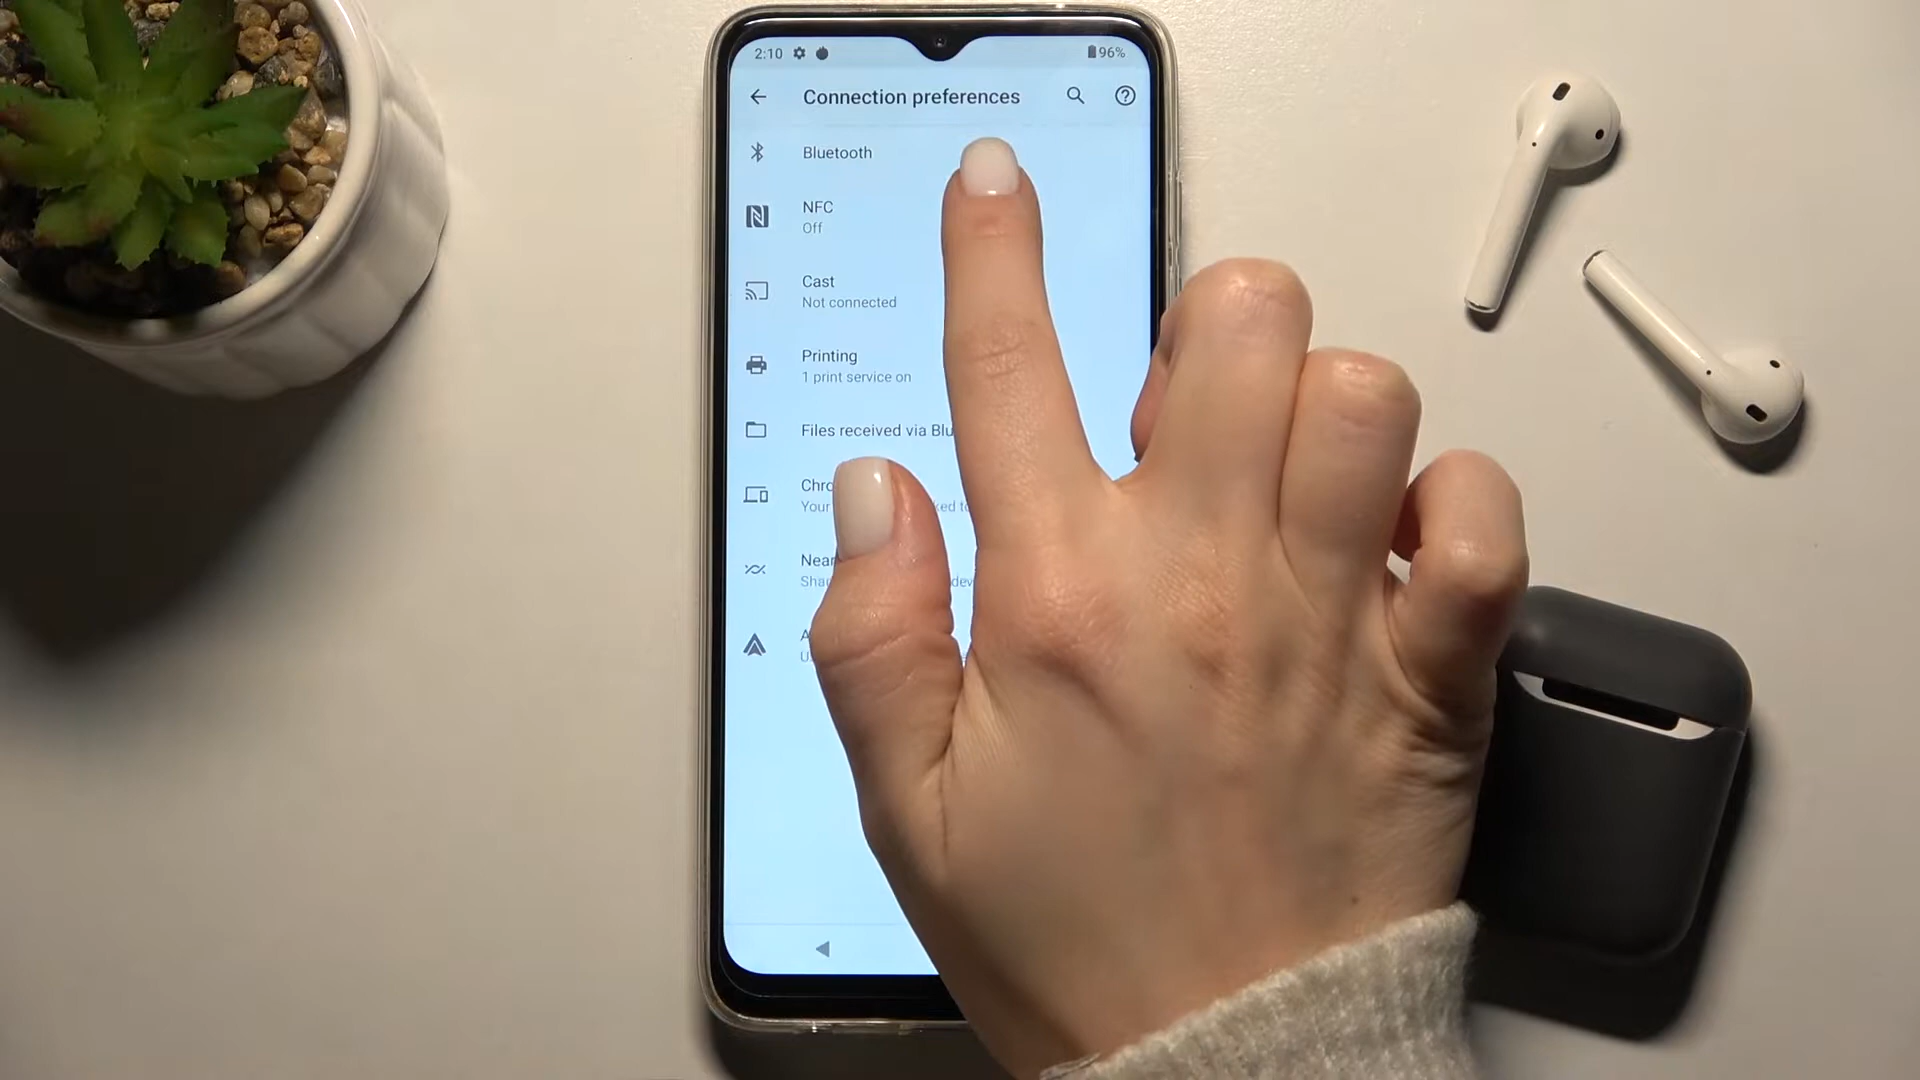 2:10 96%
Connection preferences
Bluetooth
NFC
Off
Cast
Not connected
Printing
1 print service on
Files received via Blu
Chro
Your ked to
Near
Shar dev